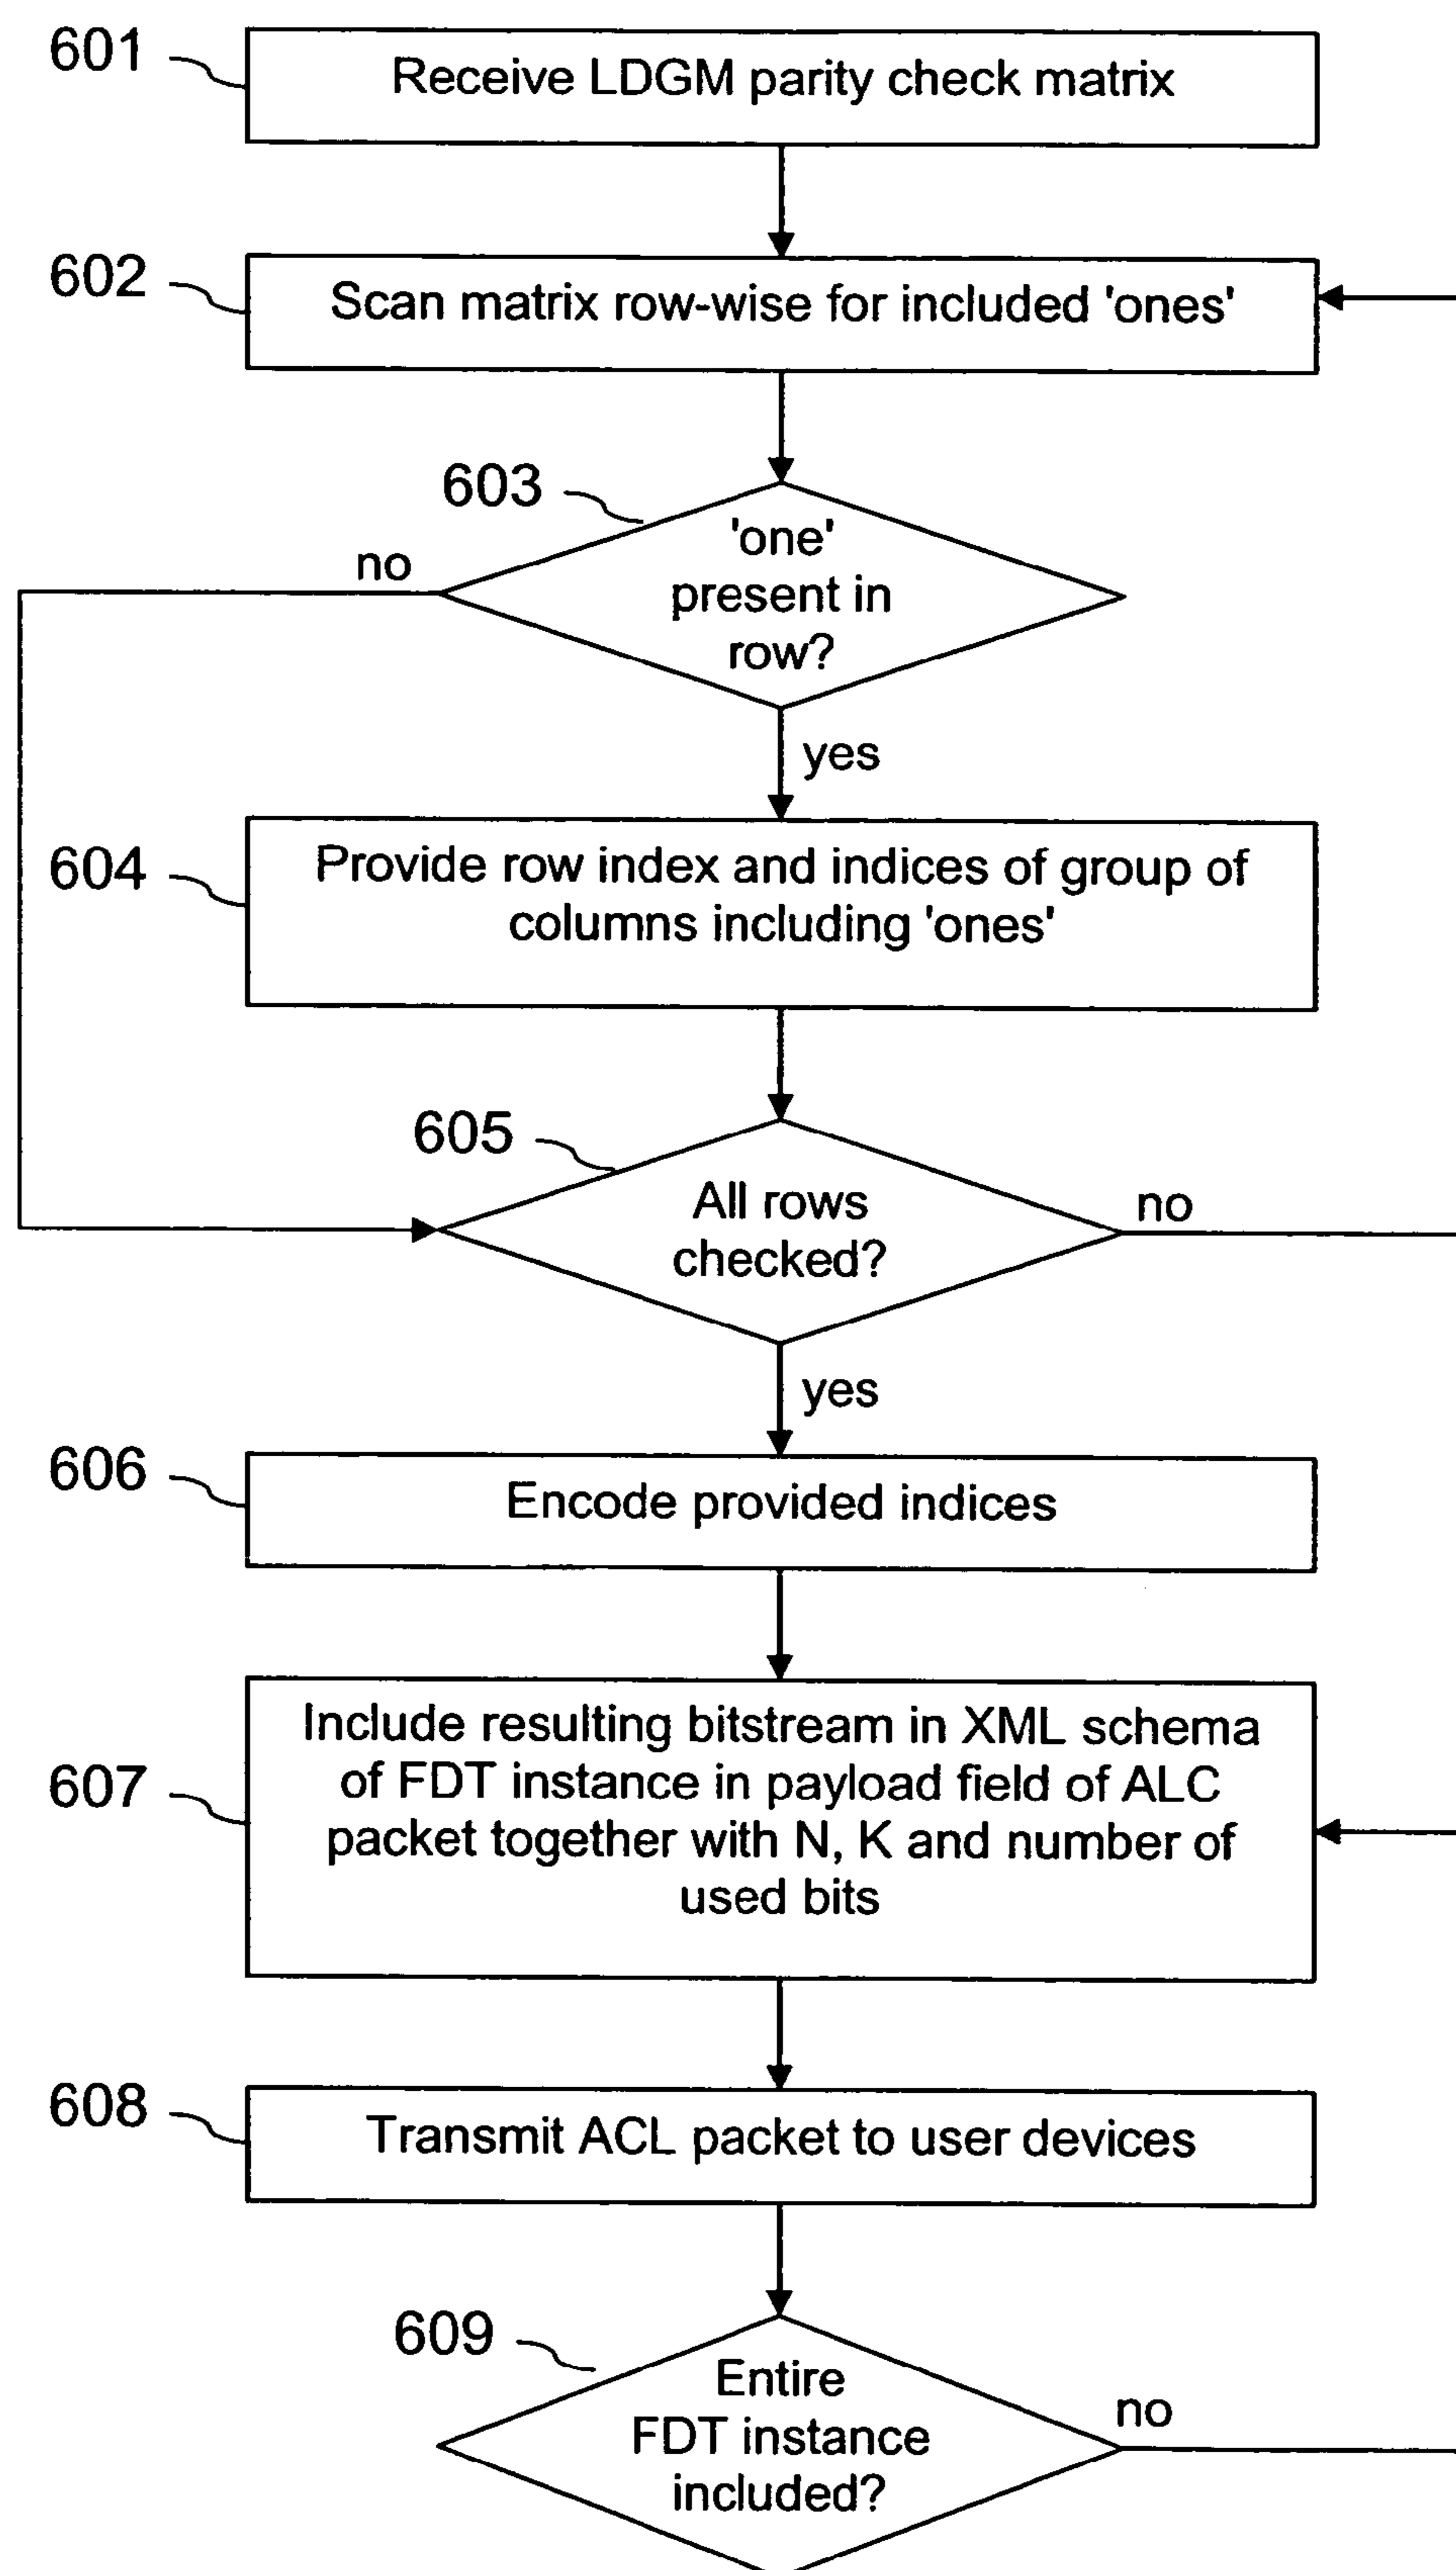 601
Receive LDGM parity check matrix
602
Scan matrix row-wise for included 'ones'
603
'one'
present in
row?
no
yes
604
Provide row index and indices of group of
columns including 'ones'
605
All rows
checked?
no
yes
606
Encode provided indices
607
Include resulting bitstream in XML schema
of FDT instance in payload field of ALC
packet together with N, K and number of
used bits
608
Transmit ACL packet to user devices
609
Entire
FDT instance
included?
no